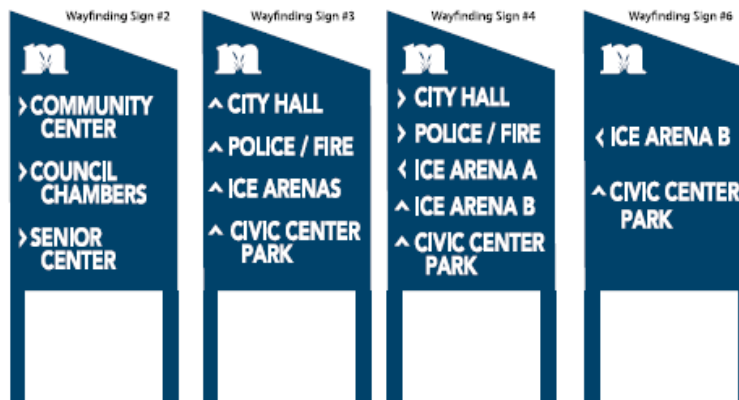 Wayfinding Sign #2
m
> COMMUNITY
CENTER
> COUNCIL
CHAMBERS
> SENIOR
CENTER
Wayfinding Sign #3
m
^ CITY HALL
^ POLICE / FIRE
^ ICE ARENAS
^ CIVIC CENTER
PARK
Wayfinding Sign #4
m
> CITY HALL
> POLICE / FIRE
< ICE ARENA A
^ ICE ARENA B
^ CIVIC CENTER
PARK
Wayfinding Sign #6
m
< ICE ARENA B
^ CIVIC CENTER
PARK